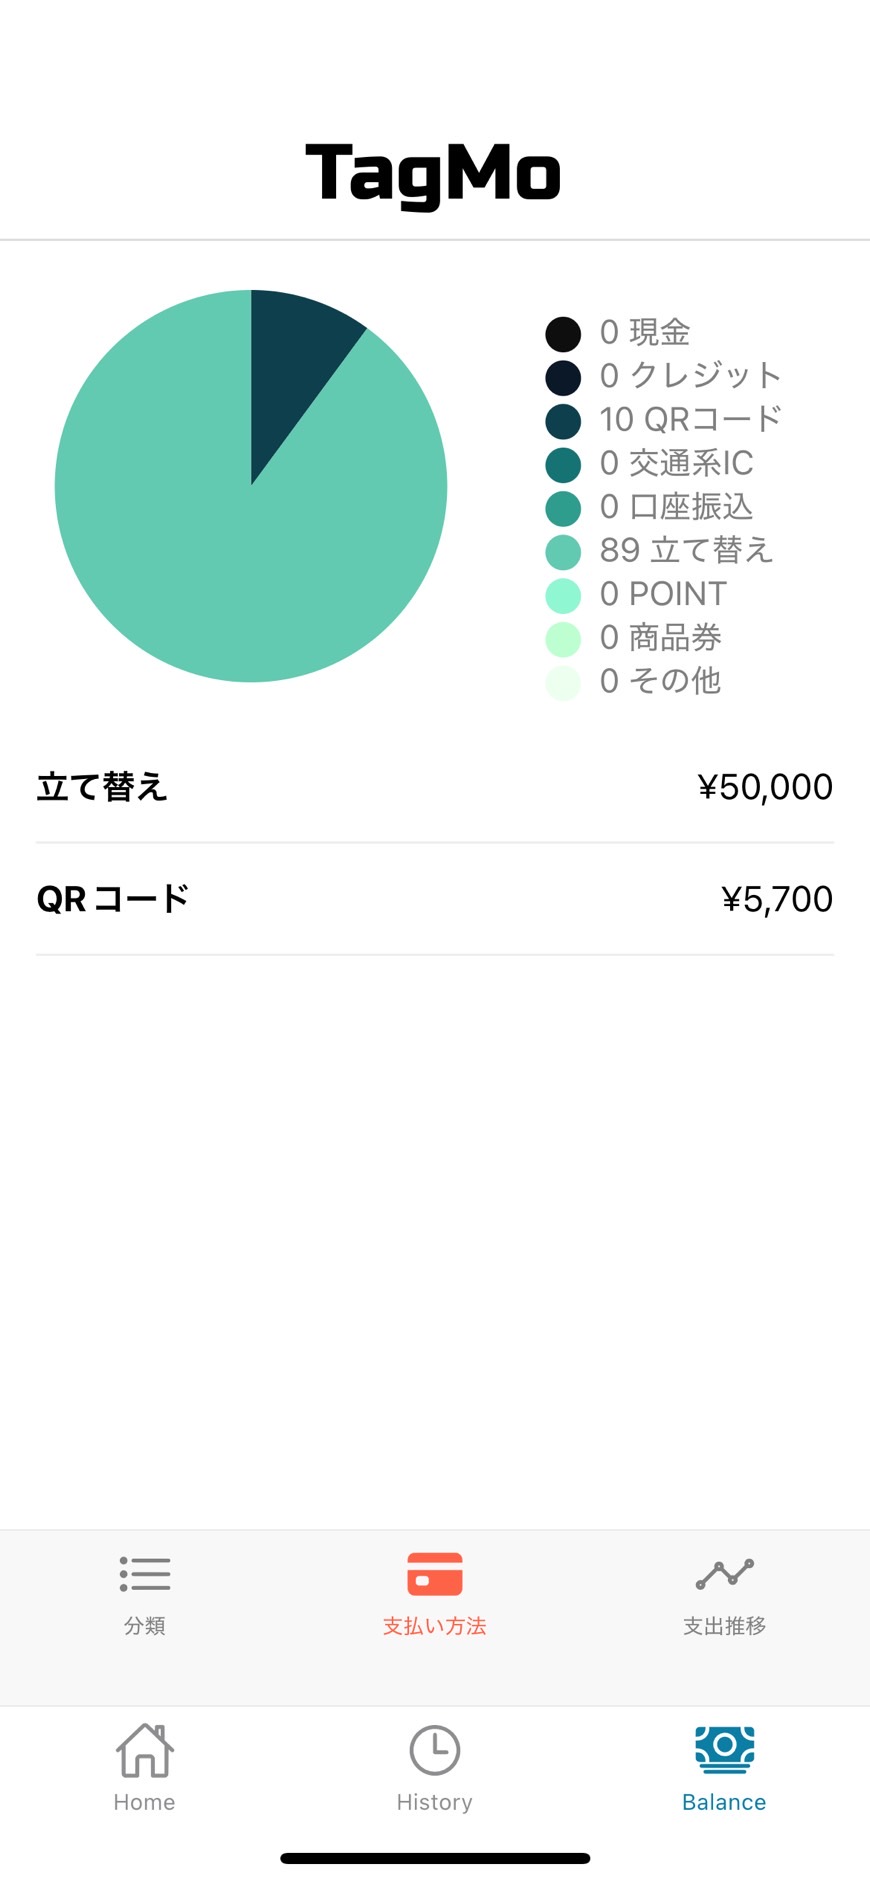 TagMo
0 現金
0 クレジット
10 QRコード
0 交通系IC
0 口座振込
89 立て替え
0 POINT
0 商品券
0 その他
立て替え ¥50,000
QR コード ¥5,700
分類 支払い方法 支出推移
Home History Balance